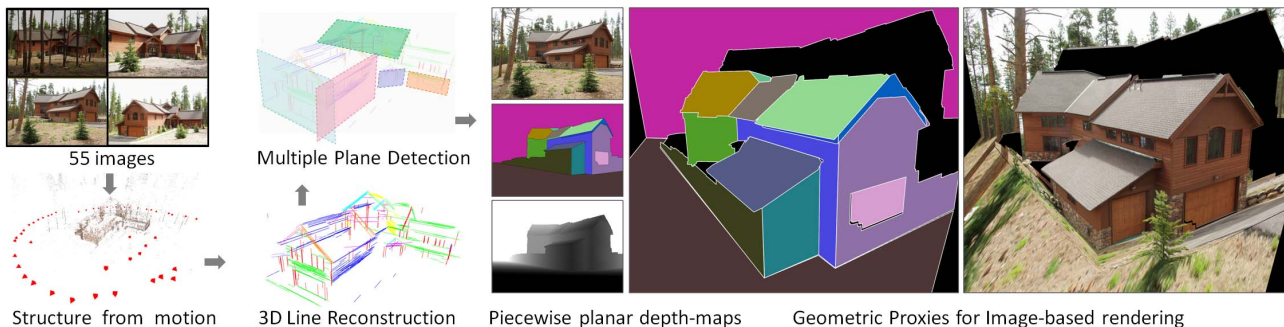 55 images
Multiple Plane Detection
Structure from motion
3D Line Reconstruction
Piecewise planar depth-maps
Geometric Proxies for Image-based rendering